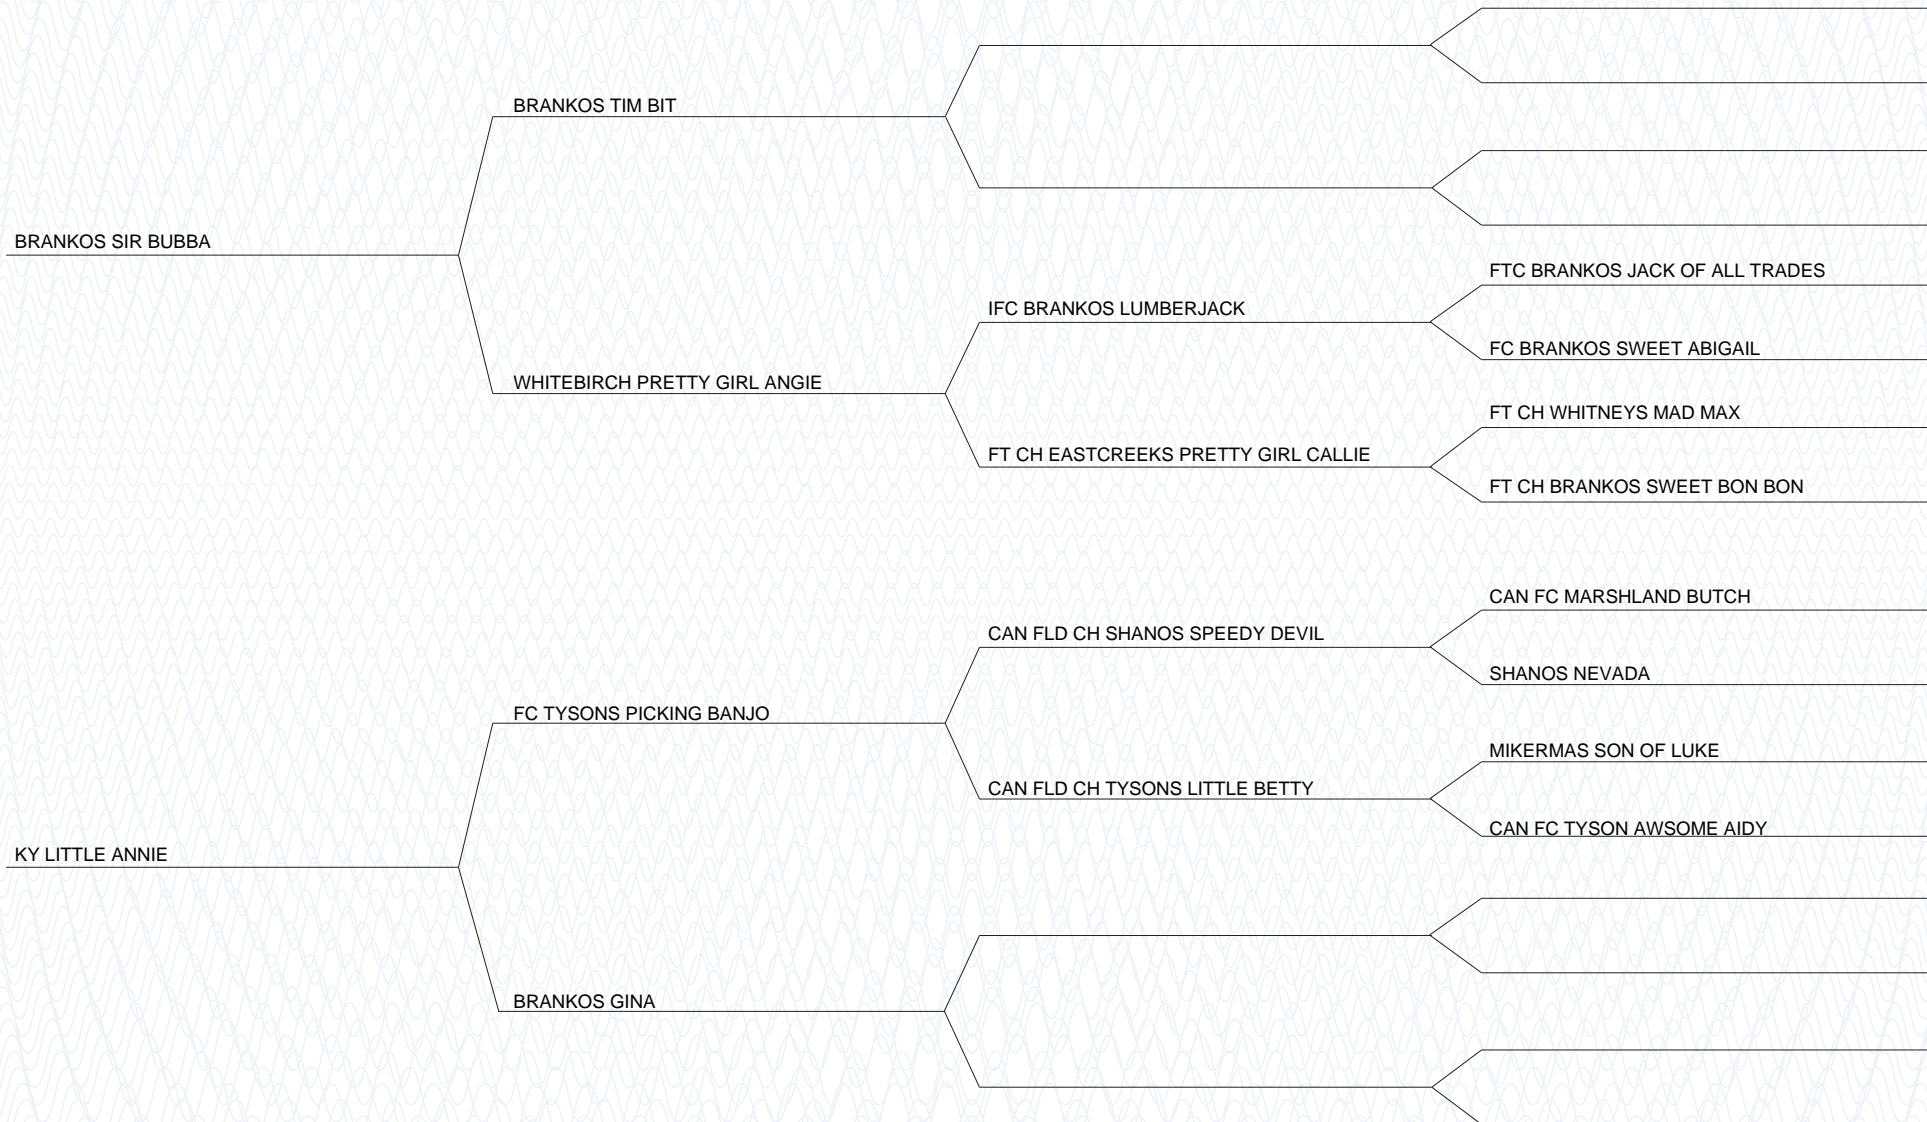 BRANKOS TIM BIT
BRANKOS SIR BUBBA
FTC BRANKOS JACK OF ALL TRADES
IFC BRANKOS LUMBERJACK
FC BRANKOS SWEET ABIGAIL
WHITEBIRCH PRETTY GIRL ANGIE
FT CH WHITNEYS MAD MAX
FT CH EASTCREEKS PRETTY GIRL CALLIE
FT CH BRANKOS SWEET BON BON
CAN FC MARSHLAND BUTCH
CAN FLD CH SHANOS SPEEDY DEVIL
SHANOS NEVADA
FC TYSONS PICKING BANJO
MIKERMAS SON OF LUKE
CAN FLD CH TYSONS LITTLE BETTY
CAN FC TYSON AWSOME AIDY
KY LITTLE ANNIE
BRANKOS GINA